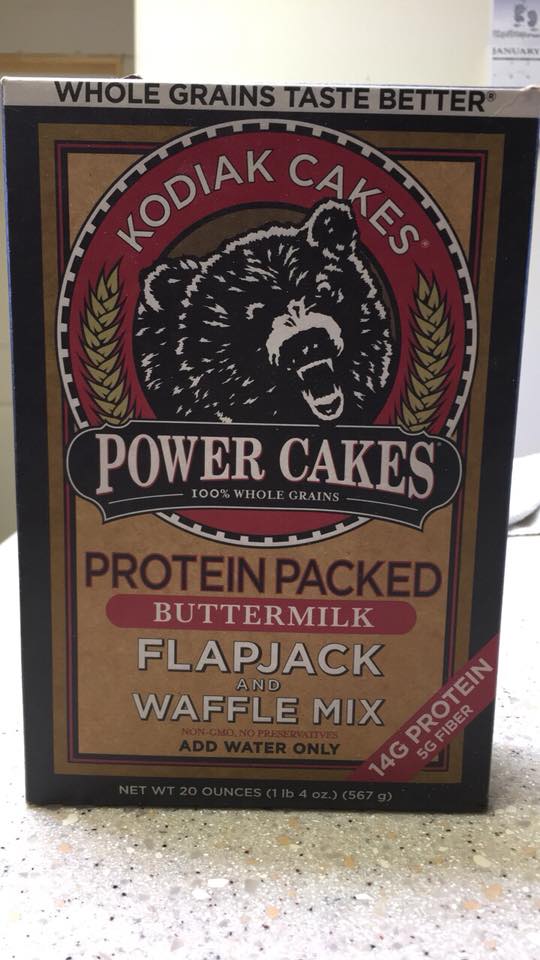 JANUARY
WHOLE GRAINS TASTE BETTER®
KODIAK CAKES®
POWER CAKES
100% WHOLE GRAINS
PROTEIN PACKED
BUTTERMILK
FLAPJACK
AND
WAFFLE MIX
NON-GMO, NO PRESERVATIVES
ADD WATER ONLY
14G PROTEIN
5G FIBER
NET WT 20 OUNCES (1 lb 4 oz.) (567 g)